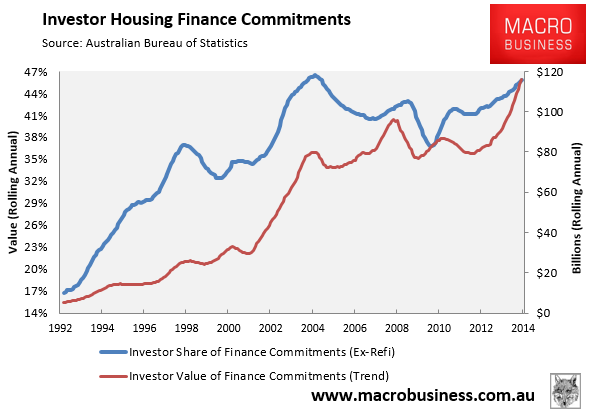 Investor Housing Finance Commitments
Source: Australian Bureau of Statistics
MACRO
BUSINESS
Value (Rolling Annual)
47%
44%
41%
38%
35%
32%
29%
26%
23%
20%
17%
14%
$120
$100
$80
$60
$40
$20
$0
Billions (Rolling Annual)
1992 1994 1996 1998 2000 2002 2004 2006 2008 2010 2012 2014
Investor Share of Finance Commitments (Ex-Refi)
Investor Value of Finance Commitments (Trend)
www.macrobusiness.com.au